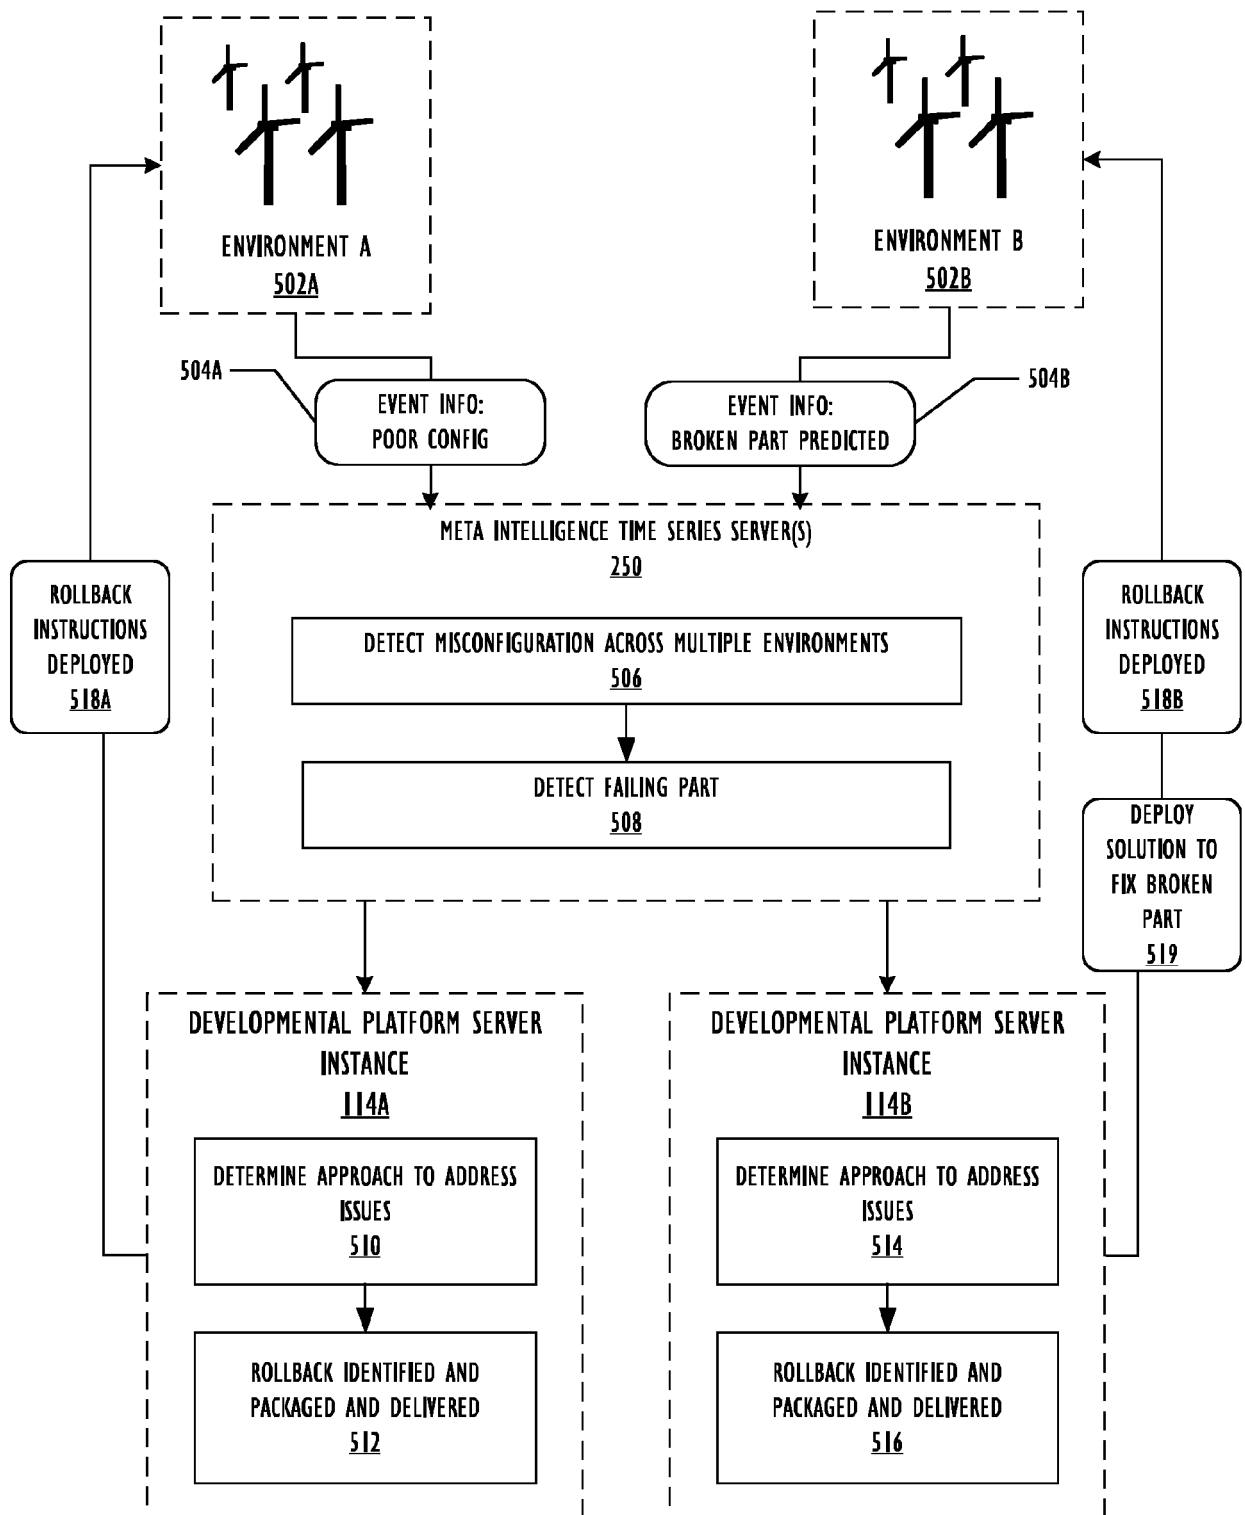 ENVIRONMENT A
502A
ENVIRONMENT B
502B
504A
EVENT INFO:
POOR CONFIG
EVENT INFO:
BROKEN PART PREDICTED
504B
META INTELLIGENCE TIME SERIES SERVER(S)
250
DETECT MISCONFIGURATION ACROSS MULTIPLE ENVIRONMENTS
506
DETECT FAILING PART
508
ROLLBACK
INSTRUCTIONS
DEPLOYED
518A
ROLLBACK
INSTRUCTIONS
DEPLOYED
518B
DEPLOY
SOLUTION TO
FIX BROKEN
PART
519
DEVELOPMENTAL PLATFORM SERVER
INSTANCE
114A
DETERMINE APPROACH TO ADDRESS
ISSUES
510
ROLLBACK IDENTIFIED AND
PACKAGED AND DELIVERED
512
DEVELOPMENTAL PLATFORM SERVER
INSTANCE
114B
DETERMINE APPROACH TO ADDRESS
ISSUES
514
ROLLBACK IDENTIFIED AND
PACKAGED AND DELIVERED
516